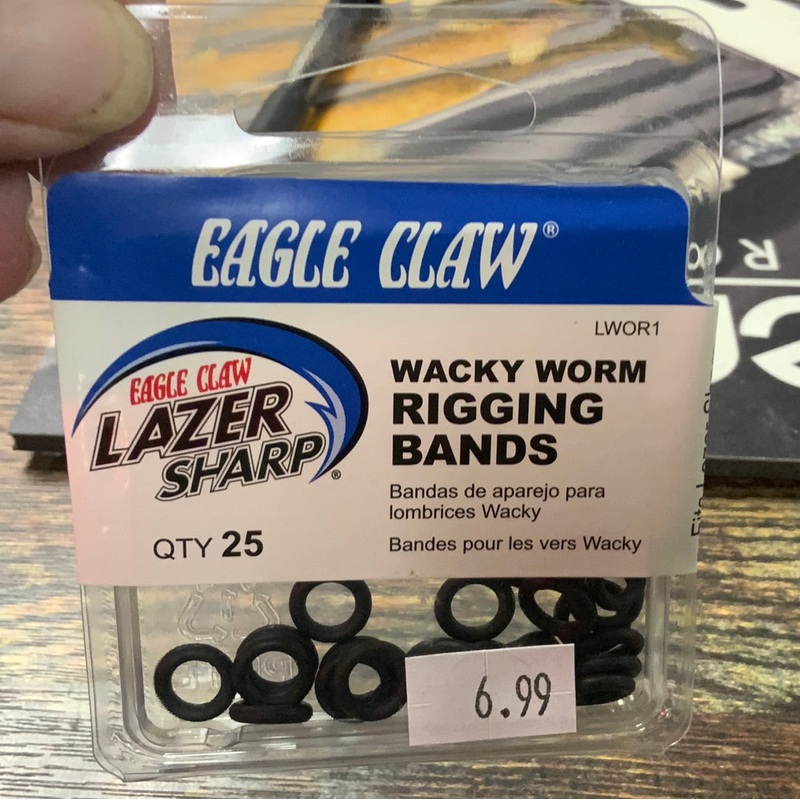 EAGLE CLAW®
LWOR1
EAGLE CLAW
LAZER
SHARP®
WACKY WORM
RIGGING
BANDS
Bandas de aparejo para
lombrices Wacky
Bandes pour les vers Wacky
QTY 25
6.99